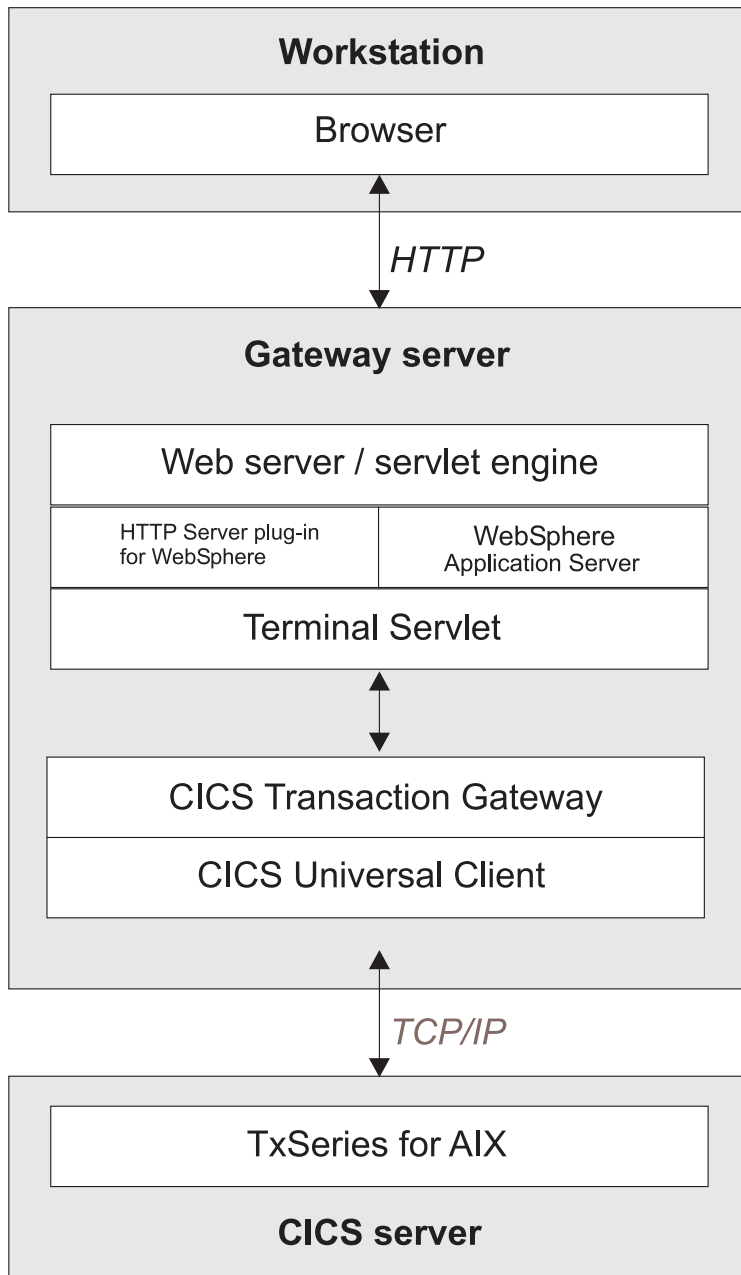 Workstation
Browser
HTTP
Gateway server
Web server / servlet engine
HTTP Server plug-in
for WebSphere
WebSphere
Application Server
Terminal Servlet
CICS Transaction Gateway
CICS Universal Client
TCP/IP
TxSeries for AIX
CICS server